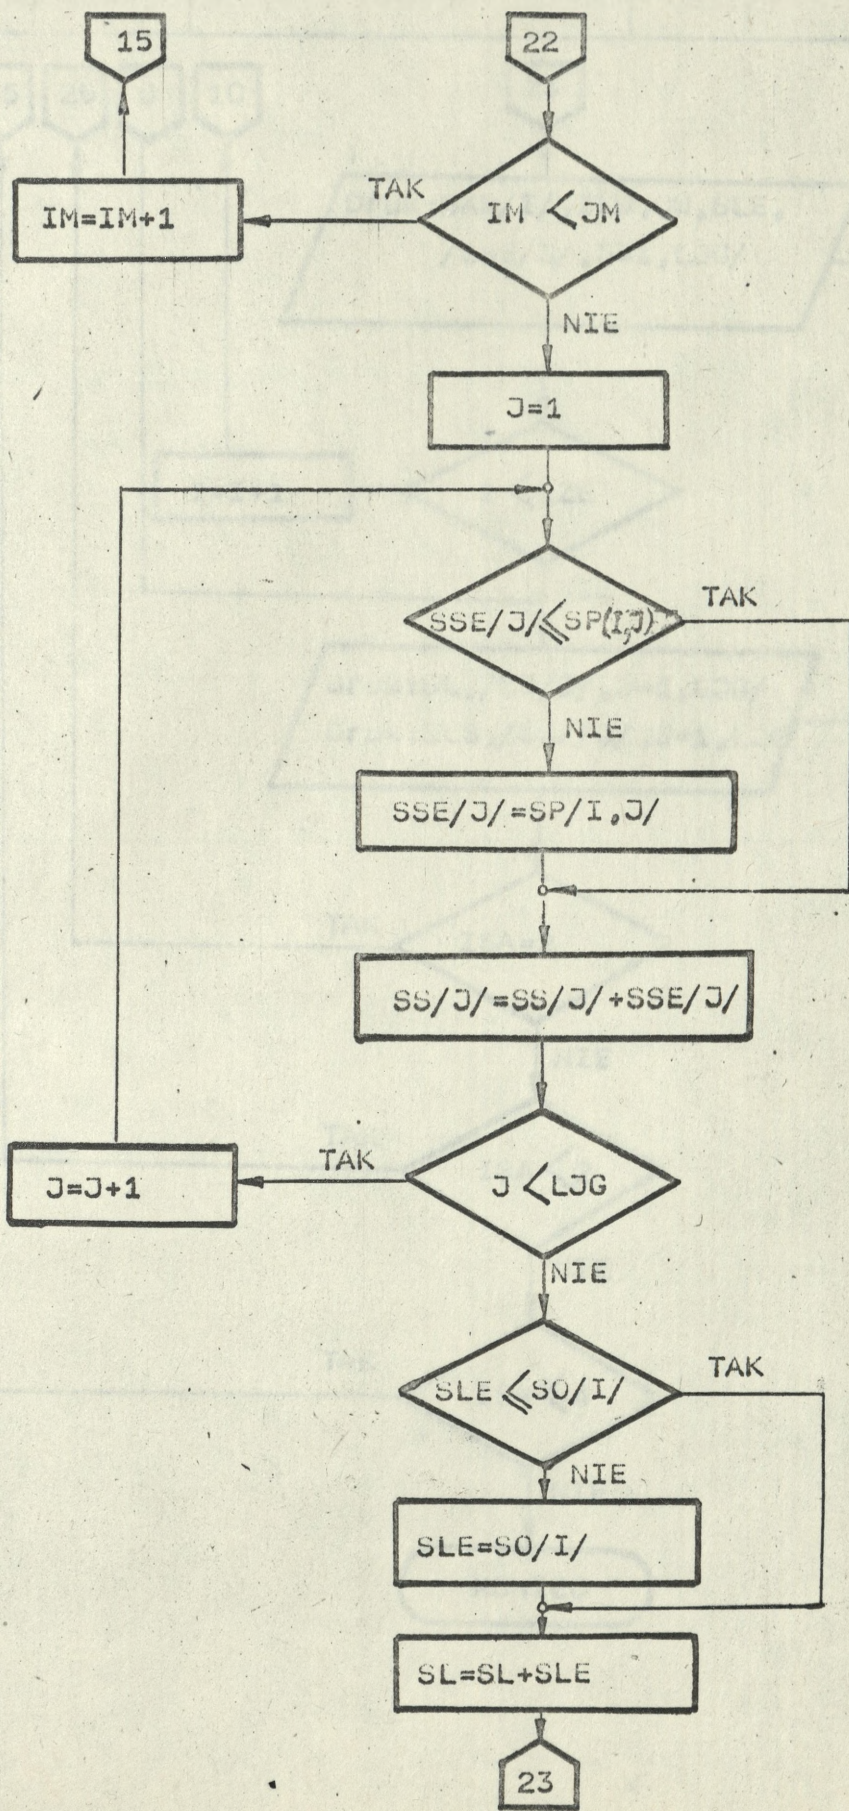 15
22
TAK
IM=IM+1
IM <JM
NIE
J=1
SSE/J/≤SP(I,J)
TAK
NIE
SSE/J/=SP/I,J/
SS/J/=SS/J/+SSE/J/
TAK
J=J+1
J <LJG
NIE
SLE ≤SO/I/
TAK
NIE
SLE=SO/I/
SL=SL+SLE
23